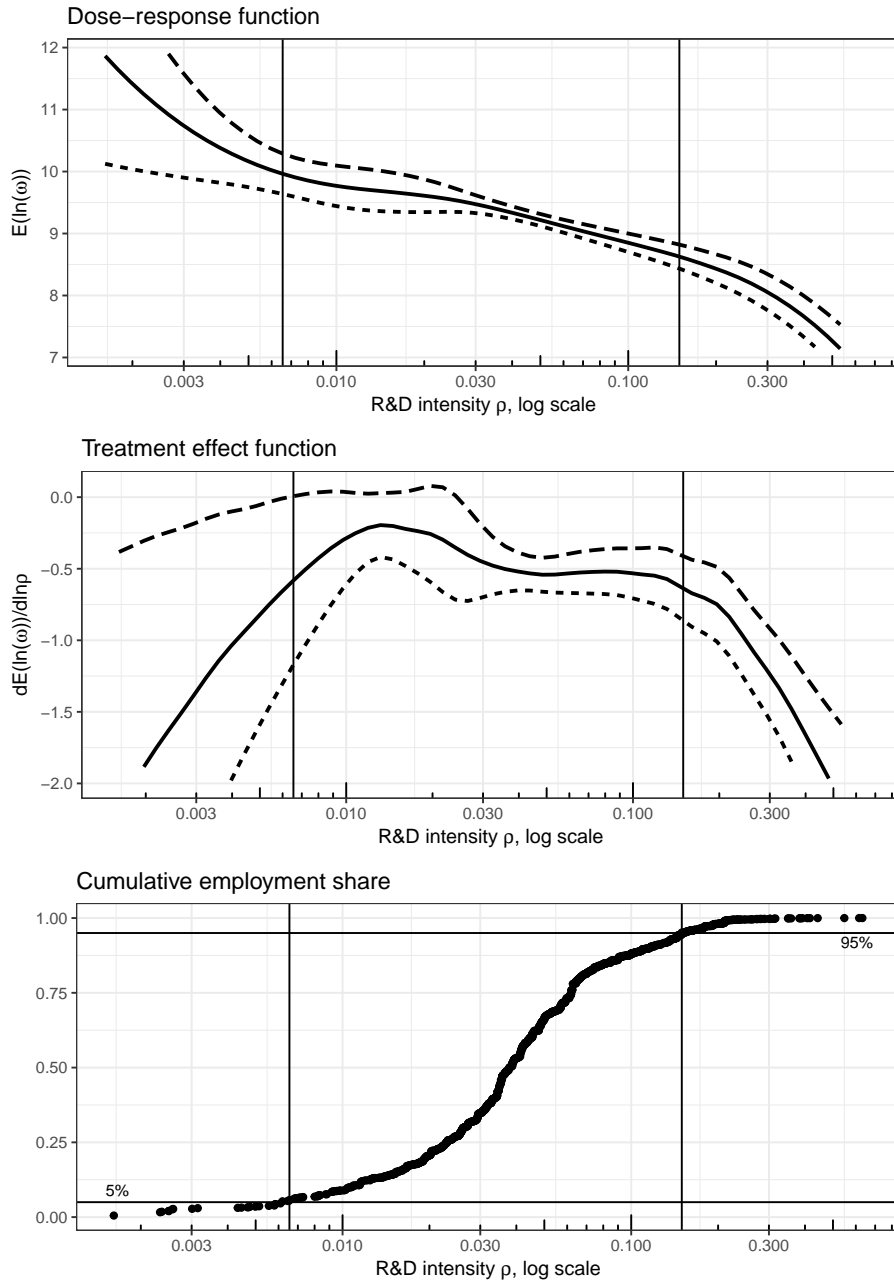 Dose−response function
12
11
10
9
8
7
E(ln(ω))
0.003 0.010 0.030 0.100 0.300
R&D intensity ρ, log scale
Treatment effect function
0.0
−0.5
−1.0
−1.5
−2.0
dE(ln(ω))/dlnρ
0.003 0.010 0.030 0.100 0.300
R&D intensity ρ, log scale
Cumulative employment share
1.00
95%
0.75
0.50
0.25
5%
0.00
0.003 0.010 0.030 0.100 0.300
R&D intensity ρ, log scale